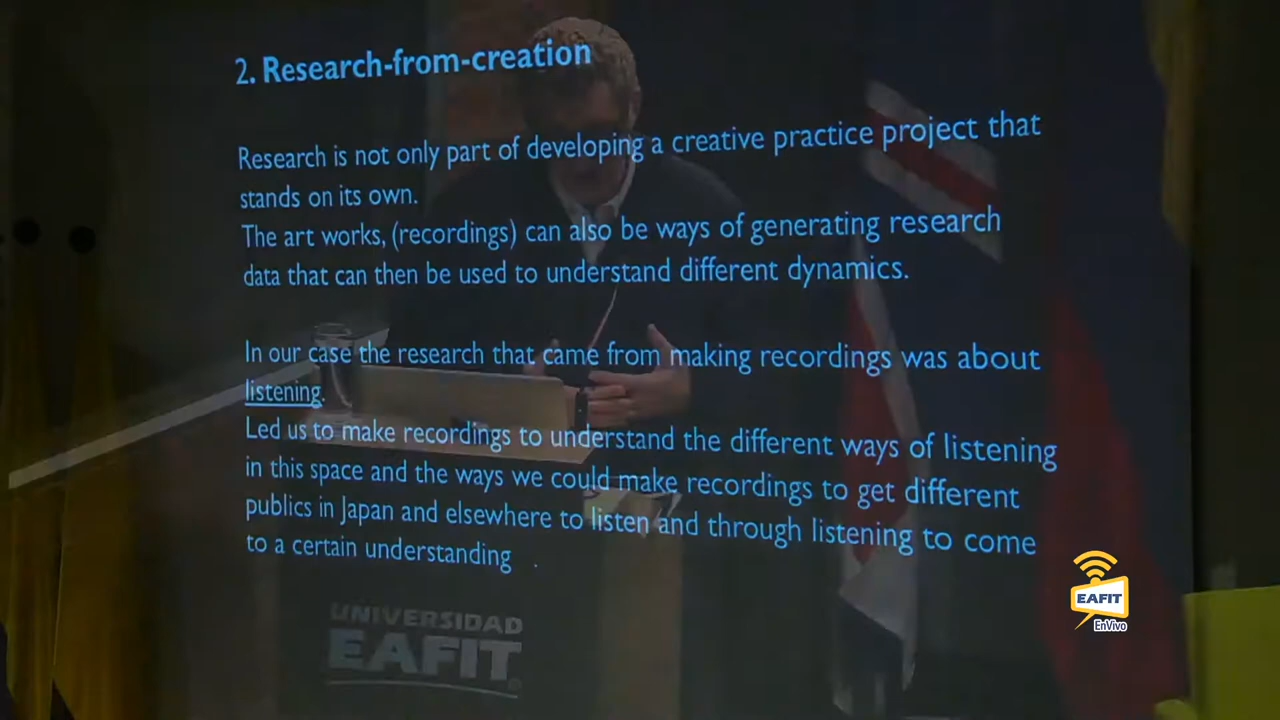 2. Research-from-creation
Research is not only part of developing a creative practice project that
stands on its own.
The art works, (recordings) can also be ways of generating research
data that can then be used to understand different dynamics.
In our case the research that came from making recordings was about
listening.
Led us to make recordings to understand the different ways of listening
in this space and the ways we could make recordings to get different
publics in Japan and elsewhere to listen and through listening to come
to a certain understanding .
UNIVERSIDAD
EAFIT
EAFIT
EnVivo